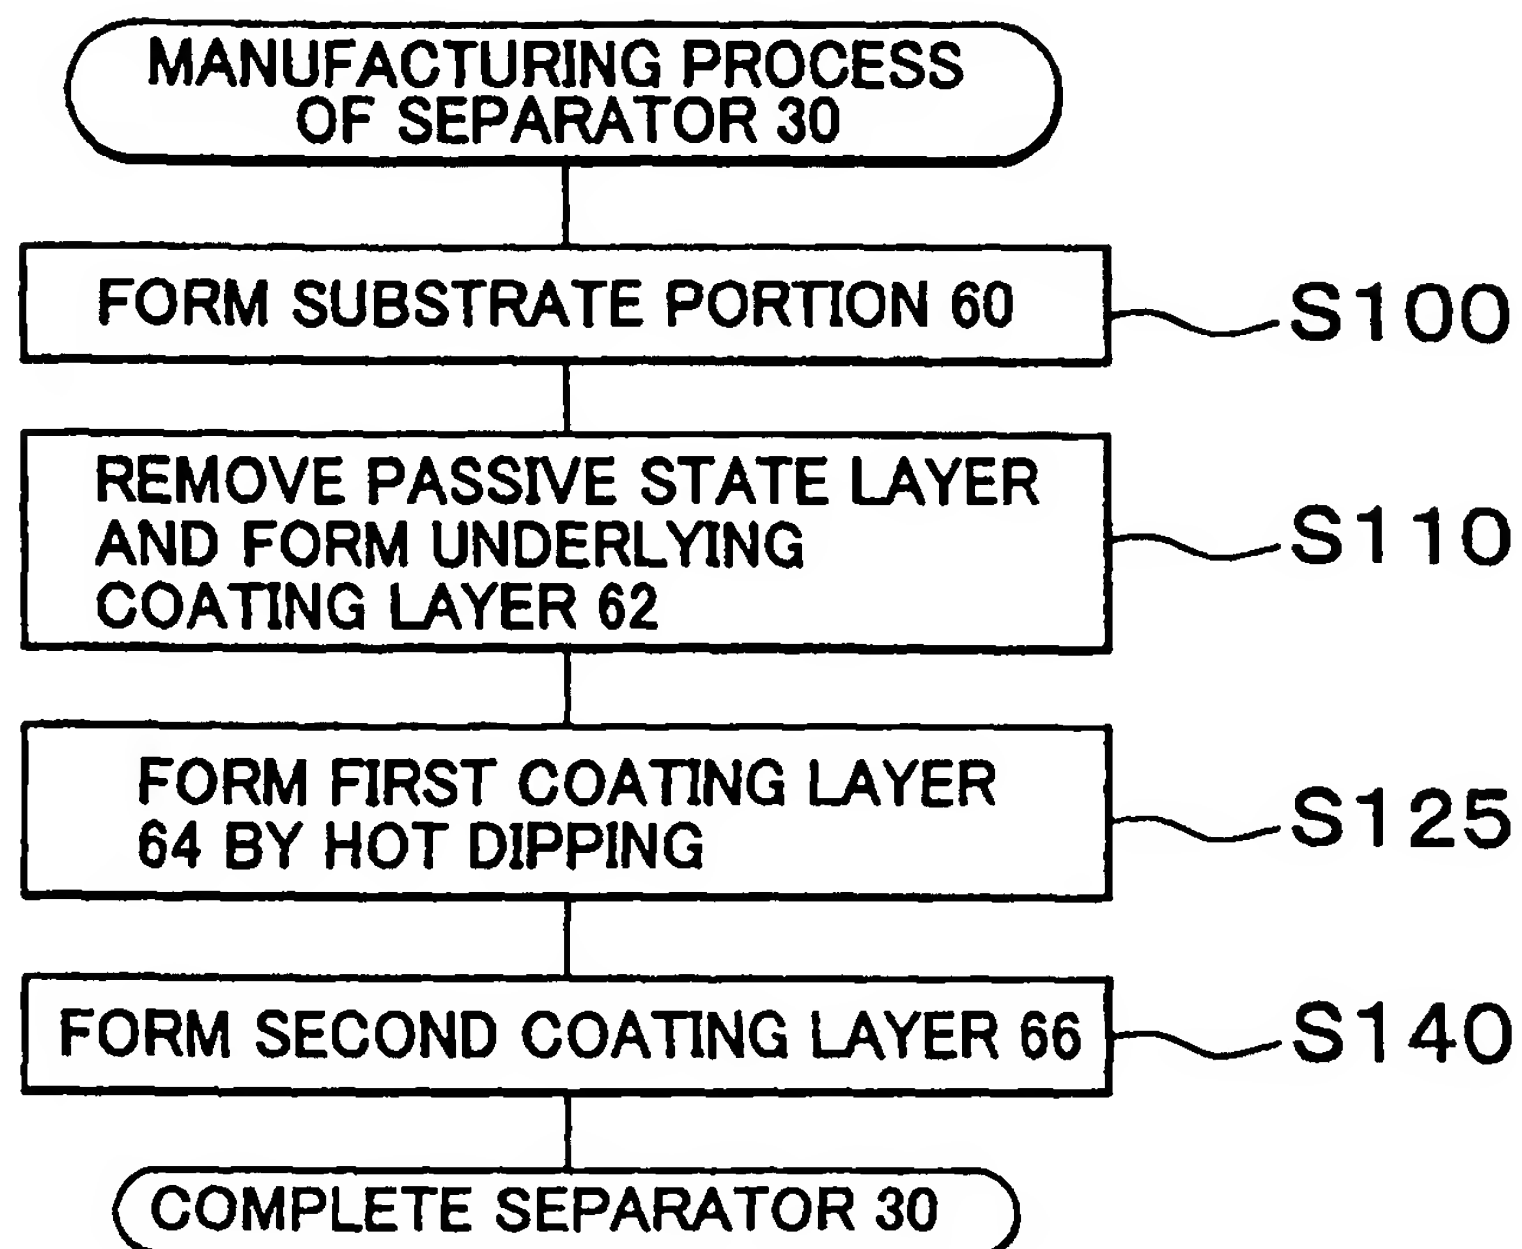 MANUFACTURING PROCESS
OF SEPARATOR 30
FORM SUBSTRATE PORTION 60
S100
REMOVE PASSIVE STATE LAYER
AND FORM UNDERLYING
COATING LAYER 62
S110
FORM FIRST COATING LAYER
64 BY HOT DIPPING
S125
FORM SECOND COATING LAYER 66
S140
COMPLETE SEPARATOR 30